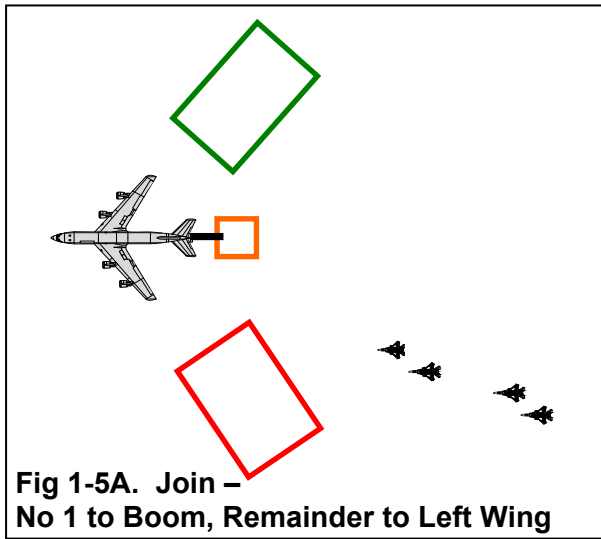 Fig 1-5A. Join –
No 1 to Boom, Remainder to Left Wing